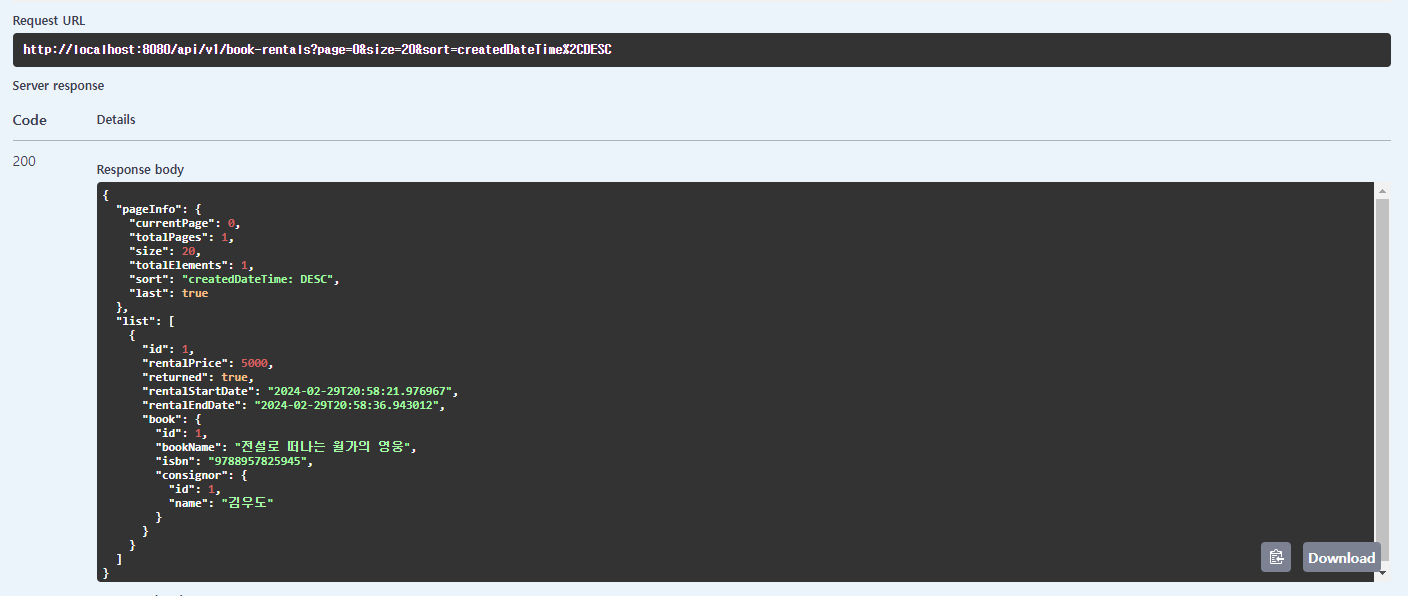 Request URL
http://localhost:8080/api/v1/book-rentals?page=0&size=20&sort=createdDateTime%2CDESC
Server response
Code Details
200
Response body
{
  "pageInfo": {
    "currentPage": 0,
    "totalPages": 1,
    "size": 20,
    "totalElements": 1,
    "sort": "createdDateTime: DESC",
    "last": true
  },
  "list": [
    {
      "id": 1,
      "rentalPrice": 5000,
      "returned": true,
      "rentalStartDate": "2024-02-29T20:58:21.976967",
      "rentalEndDate": "2024-02-29T20:58:36.943012",
      "book": {
        "id": 1,
        "bookName": "전설로 떠나는 월가의 영웅",
        "isbn": "9788957825945",
        "consignor": {
          "id": 1,
          "name": "김우도"
        }
      }
    }
  ]
}
Download